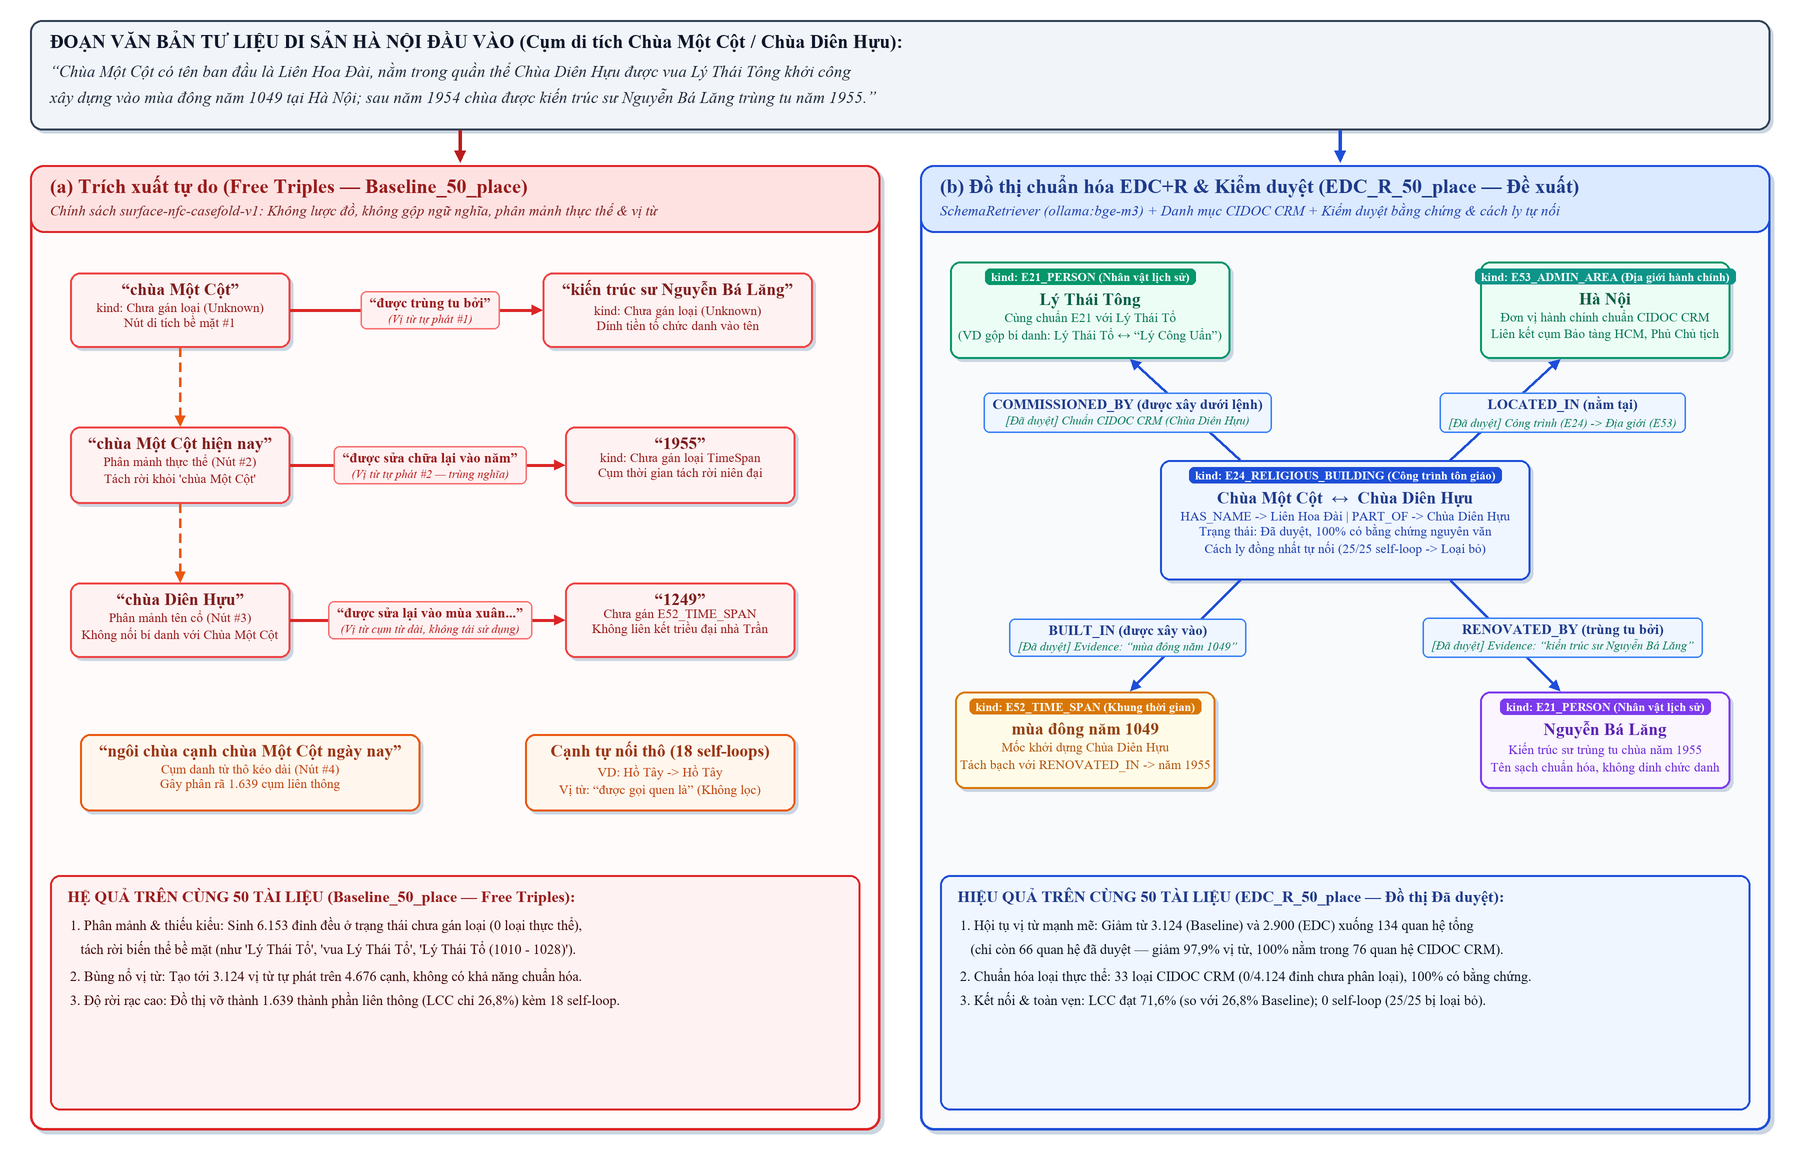 ĐOẠN VĂN BẢN TƯ LIỆU DI SẢN HÀ NỘI ĐẦU VÀO (Cụm di tích Chùa Một Cột / Chùa Diên Hựu):
“Chùa Một Cột có tên ban đầu là Liên Hoa Đài, nằm trong quần thể Chùa Diên Hựu được vua Lý Thái Tông khởi công
xây dựng vào mùa đông năm 1049 tại Hà Nội; sau năm 1954 chùa được kiến trúc sư Nguyễn Bá Lăng trùng tu năm 1955.”
(a) Trích xuất tự do (Free Triples — Baseline_50_place)
Chính sách surface-nfc-casefold-v1: Không lược đồ, không gộp ngữ nghĩa, phân mảnh thực thể & vị từ
“chùa Một Cột”
kind: Chưa gán loại (Unknown)
Nút di tích bề mặt #1
“được trùng tu bởi”
(Vị từ tự phát #1)
“kiến trúc sư Nguyễn Bá Lăng”
kind: Chưa gán loại (Unknown)
Dính tiền tố chức danh vào tên
“chùa Một Cột hiện nay”
Phân mảnh thực thể (Nút #2)
Tách rời khỏi 'chùa Một Cột'
“được sửa chữa lại vào năm”
(Vị từ tự phát #2 — trùng nghĩa)
“1955”
kind: Chưa gán loại TimeSpan
Cụm thời gian tách rời niên đại
“chùa Diên Hựu”
Phân mảnh tên cổ (Nút #3)
Không nối bí danh với Chùa Một Cột
“được sửa lại vào mùa xuân...”
(Vị từ cụm từ dài, không tái sử dụng)
“1249”
Chưa gán E52_TIME_SPAN
Không liên kết triều đại nhà Trần
“ngôi chùa cạnh chùa Một Cột ngày nay”
Cụm danh từ thô kéo dài (Nút #4)
Gây phân rã 1.639 cụm liên thông
Cạnh tự nối thô (18 self-loops)
VD: Hồ Tây -> Hồ Tây
Vị từ: “được gọi quen là” (Không lọc)
HỆ QUẢ TRÊN CÙNG 50 TÀI LIỆU (Baseline_50_place — Free Triples):
1. Phân mảnh & thiếu kiểu: Sinh 6.153 đỉnh đều ở trạng thái chưa gán loại (0 loại thực thể),
tách rời biến thể bề mặt (như 'Lý Thái Tổ', 'vua Lý Thái Tổ', 'Lý Thái Tổ (1010 - 1028)').
2. Bùng nổ vị từ: Tạo tới 3.124 vị từ tự phát trên 4.676 cạnh, không có khả năng chuẩn hóa.
3. Độ rời rạc cao: Đồ thị vỡ thành 1.639 thành phần liên thông (LCC chỉ 26,8%) kèm 18 self-loop.
(b) Đồ thị chuẩn hóa EDC+R & Kiểm duyệt (EDC_R_50_place — Đề xuất)
SchemaRetriever (ollama:bge-m3) + Danh mục CIDOC CRM + Kiểm duyệt bằng chứng & cách ly tự nối
kind: E21_PERSON (Nhân vật lịch sử)
Lý Thái Tông
Cùng chuẩn E21 với Lý Thái Tổ
(VD gộp bí danh: Lý Thái Tổ ↔ “Lý Công Uẩn”)
kind: E53_ADMIN_AREA (Địa giới hành chính)
Hà Nội
Đơn vị hành chính chuẩn CIDOC CRM
Liên kết cụm Bảo tàng HCM, Phủ Chủ tịch
COMMISSIONED_BY (được xây dưới lệnh)
[Đã duyệt] Chuẩn CIDOC CRM (Chùa Diên Hựu)
LOCATED_IN (nằm tại)
[Đã duyệt] Công trình (E24) -> Địa giới (E53)
kind: E24_RELIGIOUS_BUILDING (Công trình tôn giáo)
Chùa Một Cột ↔ Chùa Diên Hựu
HAS_NAME -> Liên Hoa Đài | PART_OF -> Chùa Diên Hựu
Trạng thái: Đã duyệt, 100% có bằng chứng nguyên văn
Cách ly đồng nhất tự nối (25/25 self-loop -> Loại bỏ)
BUILT_IN (được xây vào)
[Đã duyệt] Evidence: “mùa đông năm 1049”
RENOVATED_BY (trùng tu bởi)
[Đã duyệt] Evidence: “kiến trúc sư Nguyễn Bá Lăng”
kind: E52_TIME_SPAN (Khung thời gian)
mùa đông năm 1049
Mốc khởi dựng Chùa Diên Hựu
Tách bạch với RENOVATED_IN -> năm 1955
kind: E21_PERSON (Nhân vật lịch sử)
Nguyễn Bá Lăng
Kiến trúc sư trùng tu chùa năm 1955
Tên sạch chuẩn hóa, không dính chức danh
HIỆU QUẢ TRÊN CÙNG 50 TÀI LIỆU (EDC_R_50_place — Đồ thị Đã duyệt):
1. Hội tụ vị từ mạnh mẽ: Giảm từ 3.124 (Baseline) và 2.900 (EDC) xuống 134 quan hệ tổng
(chỉ còn 66 quan hệ đã duyệt — giảm 97,9% vị từ, 100% nằm trong 76 quan hệ CIDOC CRM).
2. Chuẩn hóa loại thực thể: 33 loại CIDOC CRM (0/4.124 đỉnh chưa phân loại), 100% có bằng chứng.
3. Kết nối & toàn vẹn: LCC đạt 71,6% (so với 26,8% Baseline); 0 self-loop (25/25 bị loại bỏ).